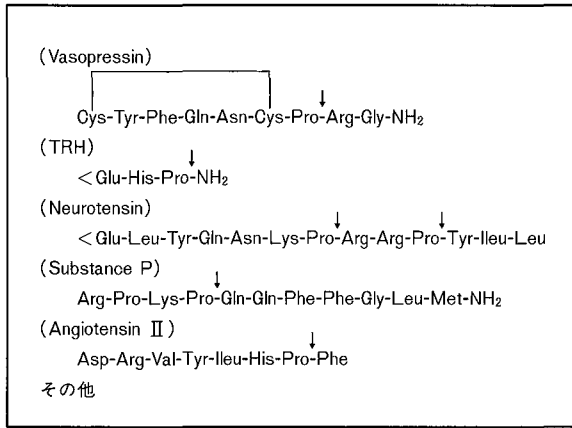 (Vasopressin)
Cys-Tyr-Phe-Gln-Asn-Cys-Pro-Arg-Gly-NH₂
(TRH)
<Glu-His-Pro-NH₂
(Neurotensin)
<Glu-Leu-Tyr-Gln-Asn-Lys-Pro-Arg-Arg-Pro-Tyr-Ileu-Leu
(Substance P)
Arg-Pro-Lys-Pro-Gln-Gln-Phe-Phe-Gly-Leu-Met-NH₂
(Angiotensin Ⅱ)
Asp-Arg-Val-Tyr-Ileu-His-Pro-Phe
その他